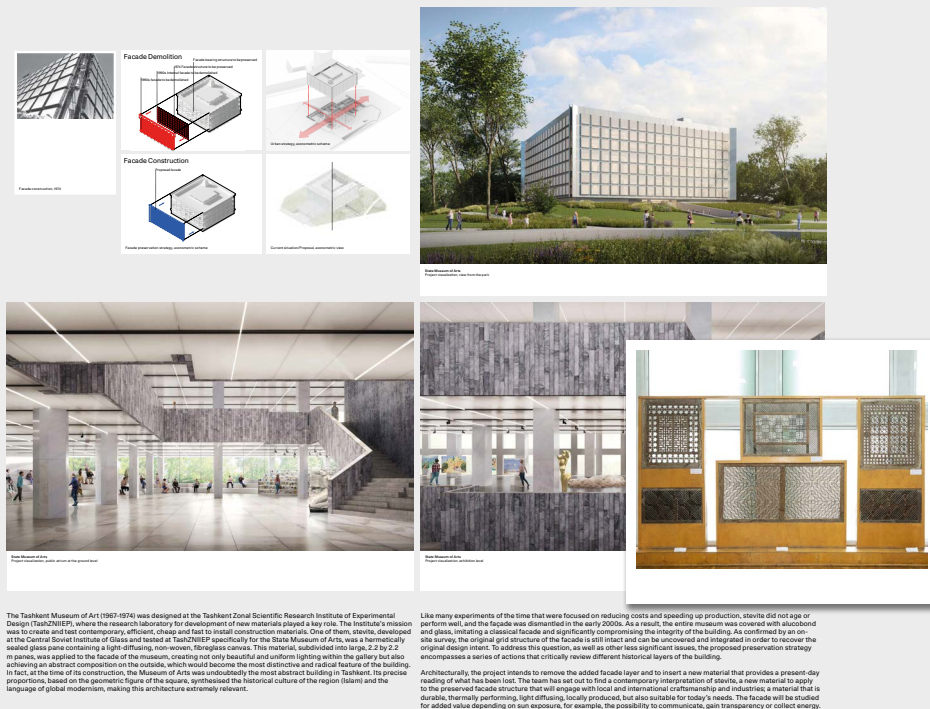 Facade Demolition
Facade bearing structure to be preserved
1974 Facade structure to be preserved
1980s Internal facade to be demolished
1990s facade to be demolished
Urban strategy, axonometric scheme
Facade construction, 1974
Facade Construction
Proposed facade
Facade preservation strategy, axonometric scheme
Current situation/Proposal, axonometric view
State Museum of Arts
Project visualization, view from the park
State Museum of Arts
Project visualization, public atrium at the ground level
State Museum of Arts
Project visualization, exhibition level
The Tashkent Museum of Art (1967-1974) was designed at the Tashkent Zonal Scientific Research Institute of Experimental
Design (TashZNIIEP), where the research laboratory for development of new materials played a key role. The Institute's mission
was to create and test contemporary, efficient, cheap and fast to install construction materials. One of them, stevite, developed
at the Central Soviet Institute of Glass and tested at TashZNIIEP specifically for the State Museum of Arts, was a hermetically
sealed glass pane containing a light-diffusing, non-woven, fibreglass canvas. This material, subdivided into large, 2.2 by 2.2
m panes, was applied to the facade of the museum, creating not only beautiful and uniform lighting within the gallery but also
achieving an abstract composition on the outside, which would become the most distinctive and radical feature of the building.
In fact, at the time of its construction, the Museum of Arts was undoubtedly the most abstract building in Tashkent. Its precise
proportions, based on the geometric figure of the square, synthesised the historical culture of the region (Islam) and the
language of global modernism, making this architecture extremely relevant.
Like many experiments of the time that were focused on reducing costs and speeding up production, stevite did not age or
perform well, and the façade was dismantled in the early 2000s. As a result, the entire museum was covered with alucobond
and glass, imitating a classical facade and significantly compromising the integrity of the building. As confirmed by an on-
site survey, the original grid structure of the facade is still intact and can be uncovered and integrated in order to recover the
original design intent. To address this question, as well as other less significant issues, the proposed preservation strategy
encompasses a series of actions that critically review different historical layers of the building.
Architecturally, the project intends to remove the added facade layer and to insert a new material that provides a present-day
reading of what has been lost. The team has set out to find a contemporary interpretation of stevite, a new material to apply
to the preserved facade structure that will engage with local and international craftsmanship and industries; a material that is
durable, thermally performing, light diffusing, locally produced, but also suitable for today's needs. The facade will be studied
for added value depending on sun exposure, for example, the possibility to communicate, gain transparency or collect energy.